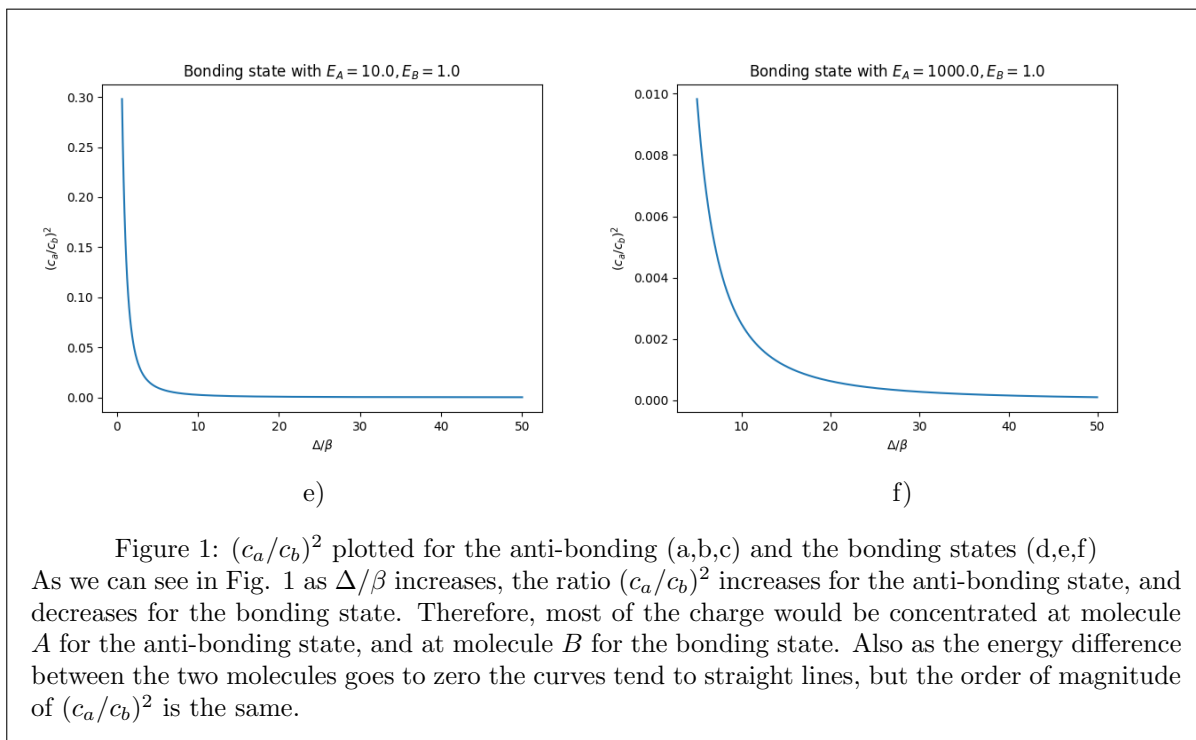 Bonding state with E_A = 10.0, E_B = 1.0
0.30
0.25
0.20
0.15
0.10
0.05
0.00
(c_a/c_b)^2
0 10 20 30 40 50
Δ/β
e)
Bonding state with E_A = 1000.0, E_B = 1.0
0.010
0.008
0.006
0.004
0.002
0.000
(c_a/c_b)^2
10 20 30 40 50
Δ/β
f)
Figure 1: (c_a/c_b)^2 plotted for the anti-bonding (a,b,c) and the bonding states (d,e,f)
As we can see in Fig. 1 as Δ/β increases, the ratio (c_a/c_b)^2 increases for the anti-bonding state, and
decreases for the bonding state. Therefore, most of the charge would be concentrated at molecule
A for the anti-bonding state, and at molecule B for the bonding state. Also as the energy difference
between the two molecules goes to zero the curves tend to straight lines, but the order of magnitude
of (c_a/c_b)^2 is the same.